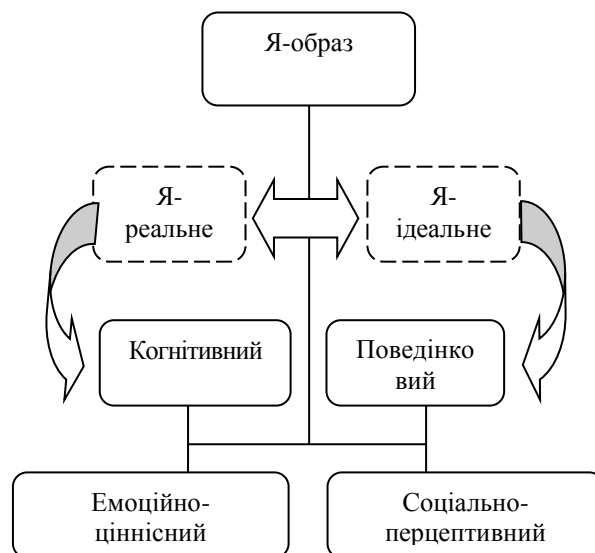 Я-образ
Я-
реальне
Я-
ідеальне
Когнітивний
Поведінко
вий
Емоційно-
ціннісний
Соціально-
перцептивний